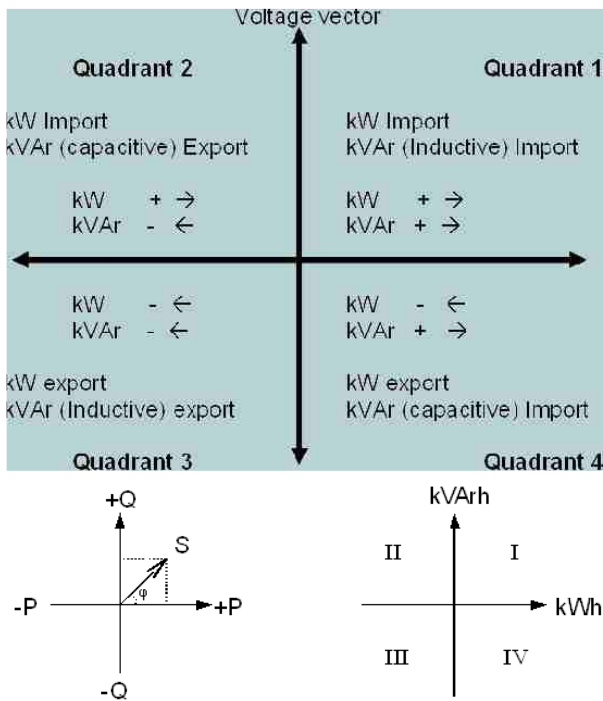 Voltage vector
Quadrant 2 Quadrant 1
kW Import kW Import
kVAr (capacitive) Export kVAr (Inductive) Import
kW + → kW + →
kVAr - ← kVAr + →
kW - ← kW - ←
kVAr - ← kVAr + →
kW export kW export
kVAr (Inductive) export kVAr (capacitive) Import
Quadrant 3 Quadrant 4
+Q kVArh
S II I
φ
-P +P kWh
III IV
-Q